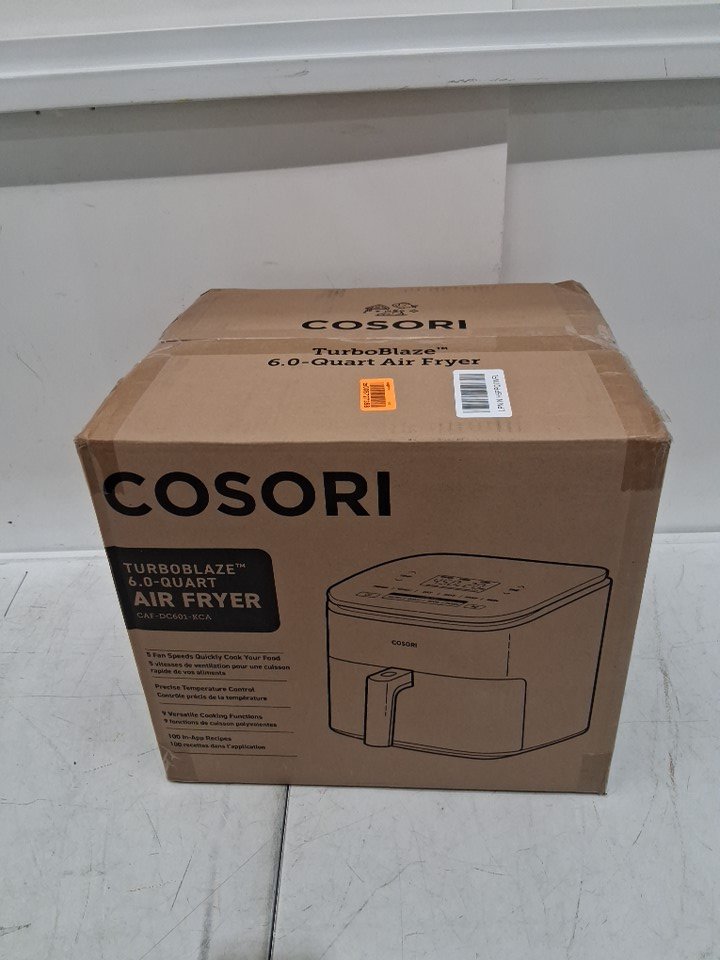 COSORI
TurboBlaze™
6.0-Quart Air Fryer
COSORI
TURBOBLAZE™
6.0-QUART
AIR FRYER
CAF-DC601-KCA
5 Fan Speeds Quickly Cook Your Food
5 vitesses de ventilation pour une cuisson
rapide de vos aliments
Precise Temperature Control
Contrôle précis de la température
9 Versatile Cooking Functions
9 fonctions de cuisson polyvalentes
100 In-App Recipes
100 recettes dans l'application
COSORI